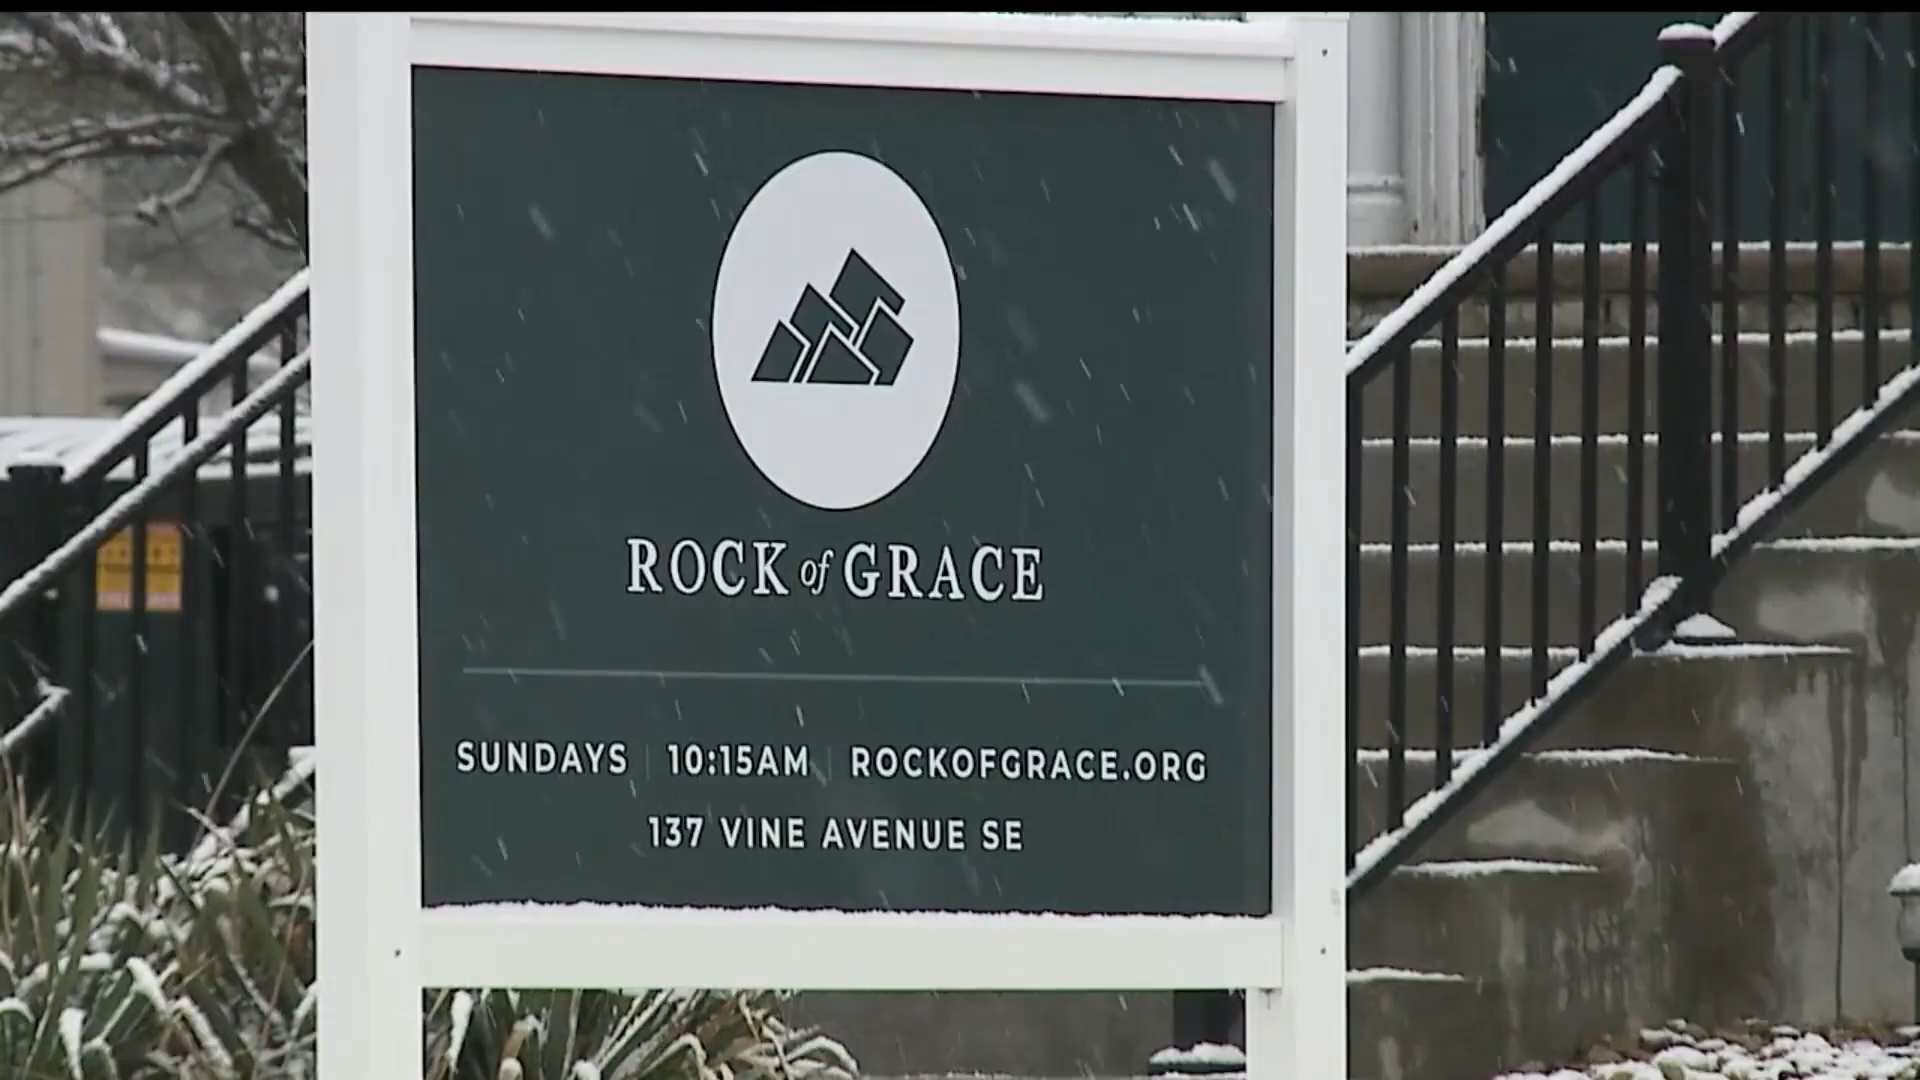 ROCK of GRACE
SUNDAYS | 10:15AM | ROCKOFGRACE.ORG
137 VINE AVENUE SE